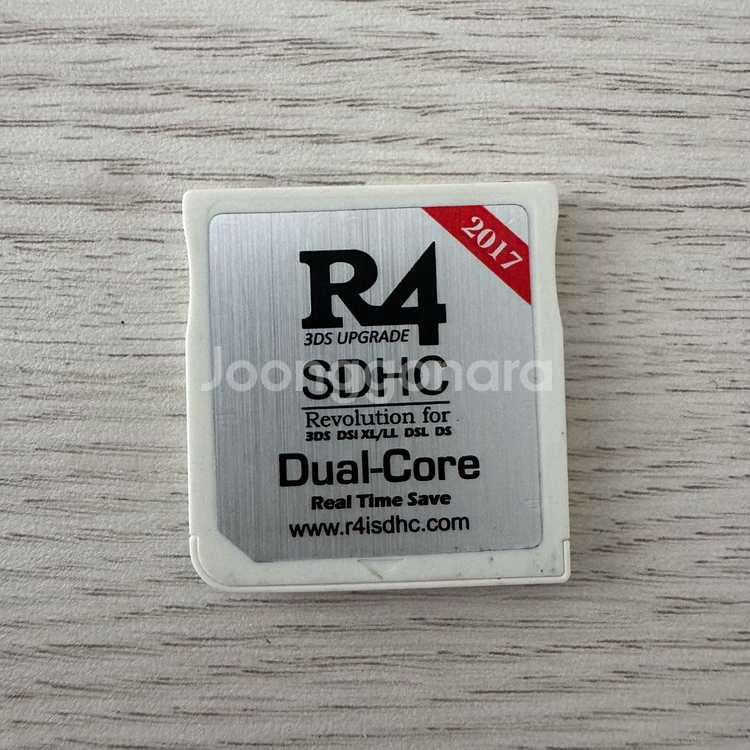 2017
R4
3DS UPGRADE
SDHC
Joonggonara
Revolution for
3DS DSI XL/LL DSL DS
Dual-Core
Real Time Save
www.r4isdhc.com